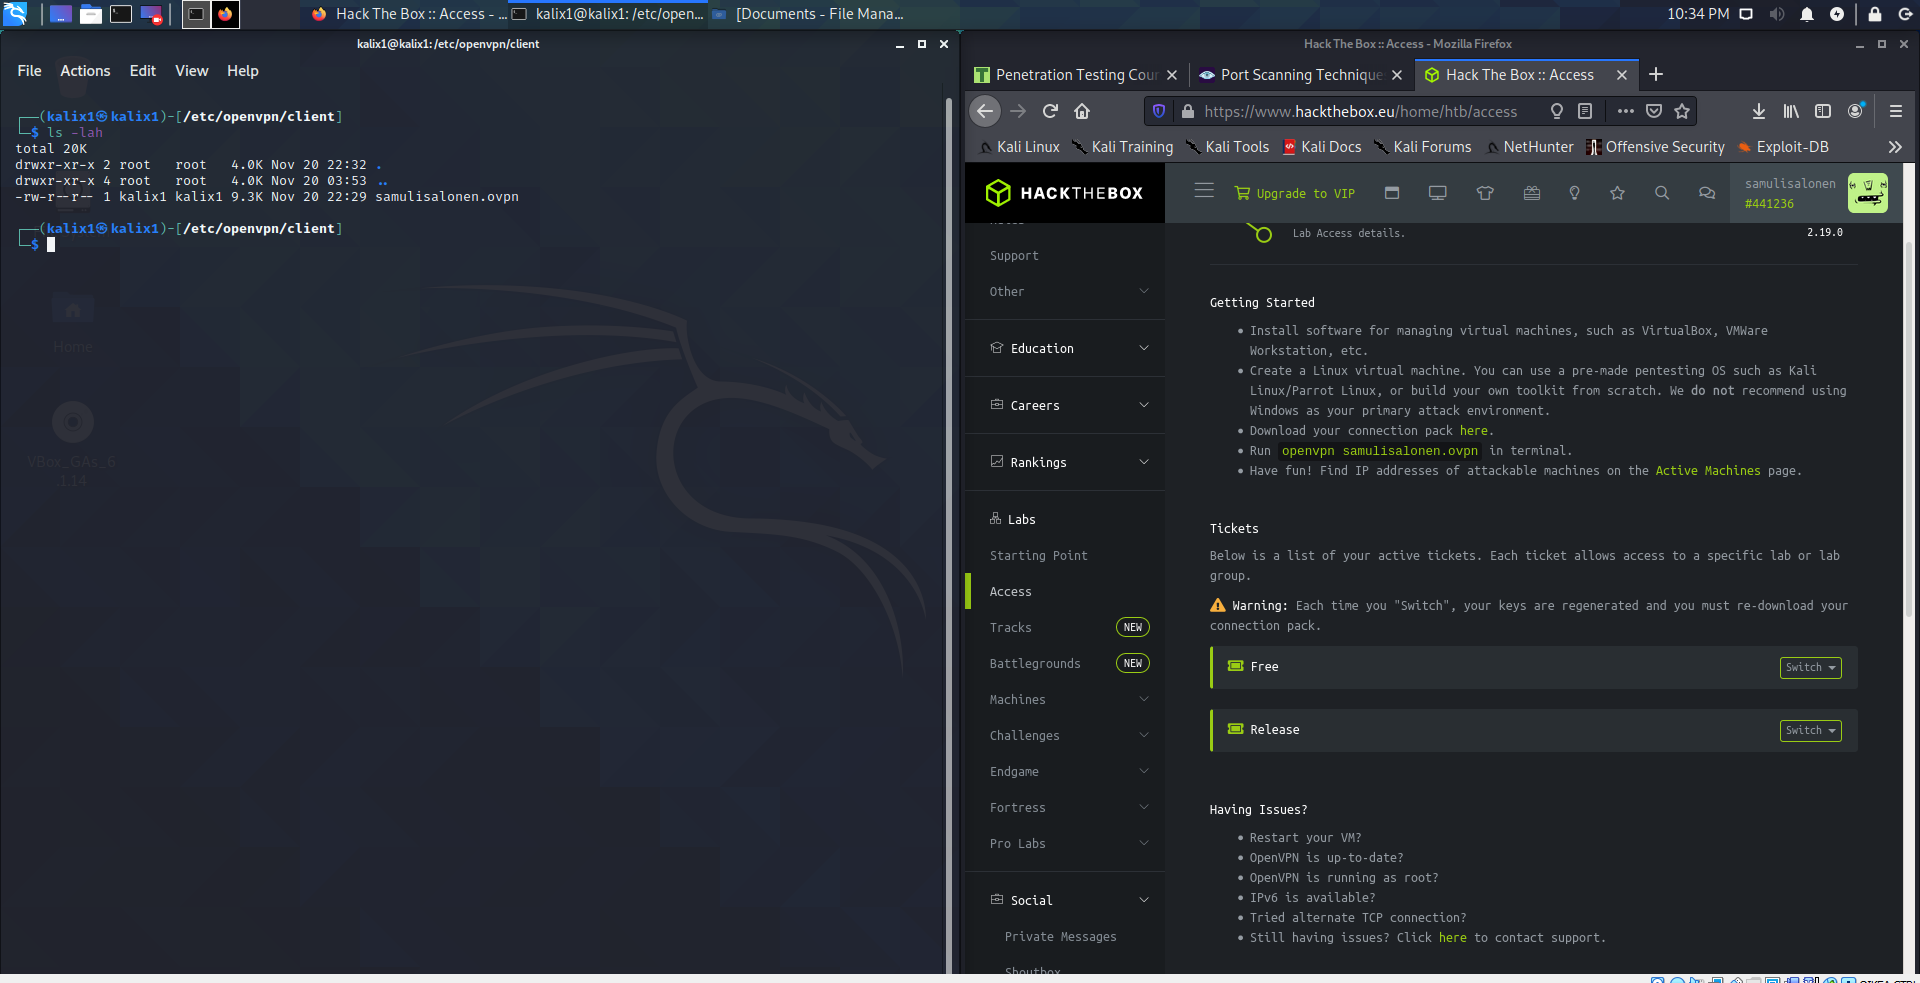 Hack The Box :: Access - ...
kalix1@kalix1: /etc/open...
[Documents - File Mana...
10:34 PM
kalix1@kalix1: /etc/openvpn/client
File Actions Edit View Help
┌──(kalix1㉿kalix1)-[/etc/openvpn/client]
└─$ ls -lah
total 20K
drwxr-xr-x 2 root   root   4.0K Nov 20 22:32 .
drwxr-xr-x 4 root   root   4.0K Nov 20 03:53 ..
-rw-r--r-- 1 kalix1 kalix1 9.3K Nov 20 22:29 samulisalonen.ovpn
┌──(kalix1㉿kalix1)-[/etc/openvpn/client]
└─$
Home
VBox_GAs_6
.1.14
Hack The Box :: Access - Mozilla Firefox
Penetration Testing Cour
Port Scanning Technique
Hack The Box :: Access
https://www.hackthebox.eu/home/htb/access
Kali Linux
Kali Training
Kali Tools
Kali Docs
Kali Forums
NetHunter
Offensive Security
Exploit-DB
HACKTHEBOX
Upgrade to VIP
samulisalonen
#441236
Support
Other
Education
Careers
Rankings
Labs
Starting Point
Access
Tracks NEW
Battlegrounds NEW
Machines
Challenges
Endgame
Fortress
Pro Labs
Social
Private Messages
Shoutbox
Lab Access details.
2.19.0
Getting Started
Install software for managing virtual machines, such as VirtualBox, VMWare
Workstation, etc.
Create a Linux virtual machine. You can use a pre-made pentesting OS such as Kali
Linux/Parrot Linux, or build your own toolkit from scratch. We do not recommend using
Windows as your primary attack environment.
Download your connection pack here.
Run openvpn samulisalonen.ovpn in terminal.
Have fun! Find IP addresses of attackable machines on the Active Machines page.
Tickets
Below is a list of your active tickets. Each ticket allows access to a specific lab or lab
group.
Warning: Each time you "Switch", your keys are regenerated and you must re-download your
connection pack.
Free
Switch
Release
Switch
Having Issues?
Restart your VM?
OpenVPN is up-to-date?
OpenVPN is running as root?
IPv6 is available?
Tried alternate TCP connection?
Still having issues? Click here to contact support.